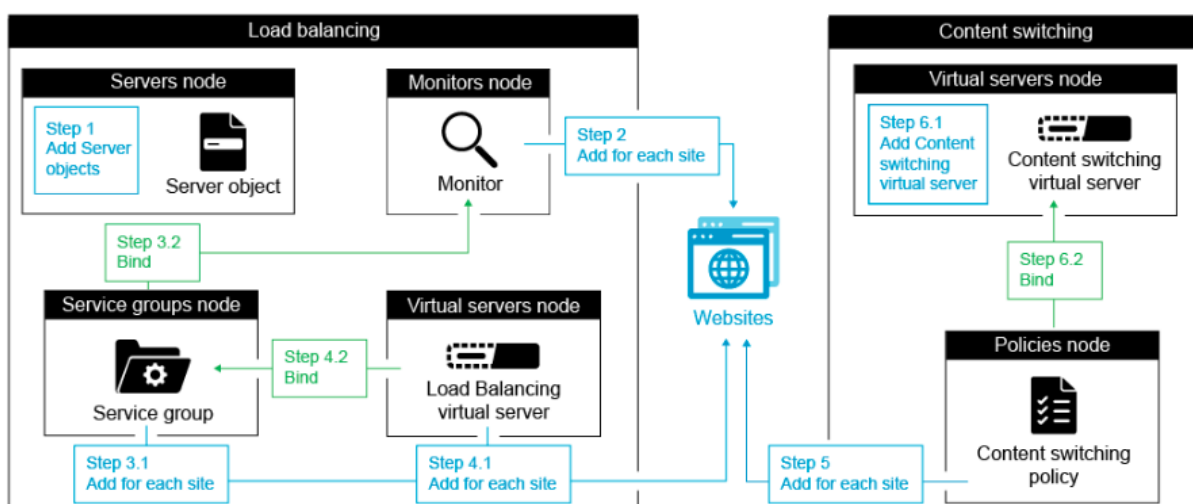 Load balancing
Servers node
Step 1
Add Server
objects
Server object
Monitors node
Monitor
Step 2
Add for each site
Step 3.2
Bind
Service groups node
Service group
Virtual servers node
Step 4.2
Bind
Load Balancing
virtual server
Step 3.1
Add for each site
Step 4.1
Add for each site
Websites
Content switching
Virtual servers node
Step 6.1
Add Content
switching
virtual server
Content switching
virtual server
Step 6.2
Bind
Policies node
Content switching
policy
Step 5
Add for each site